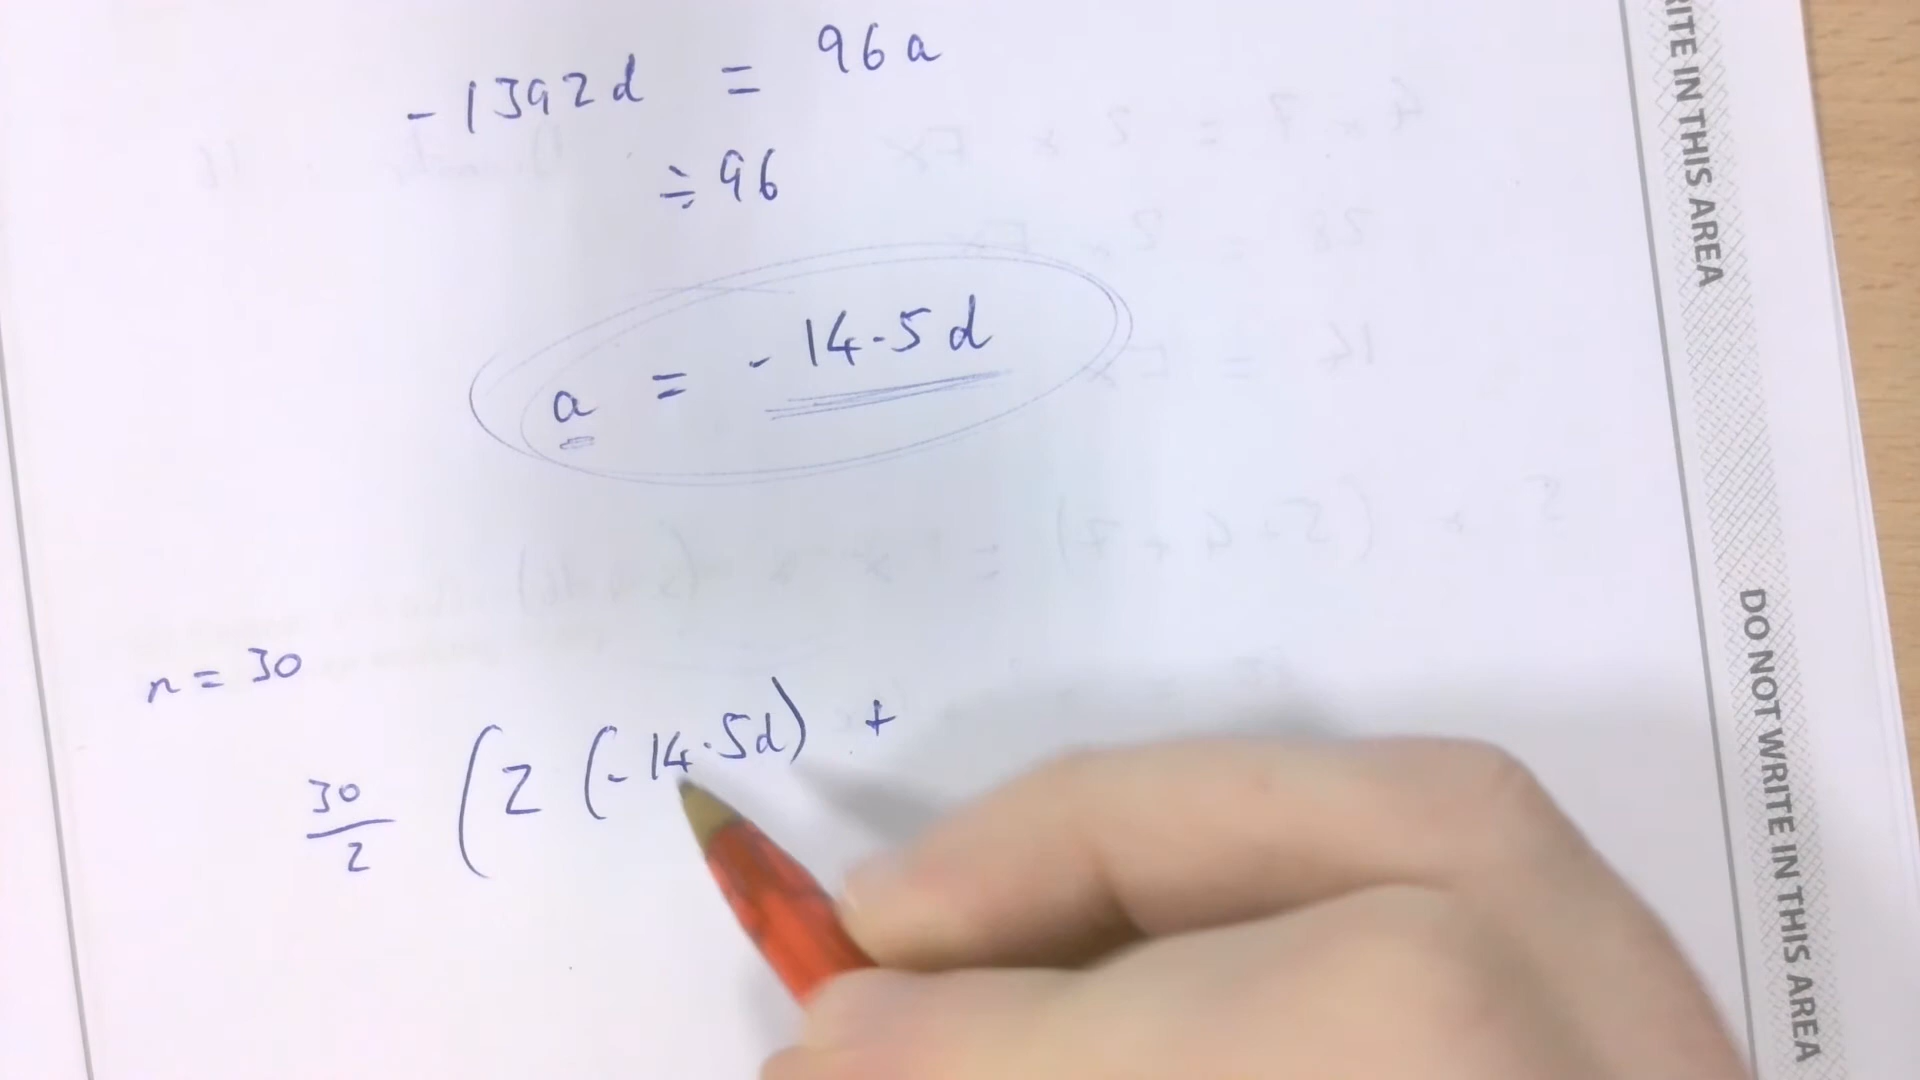 -1392d = 96a
÷96
a = -14.5d
n = 30
30/2 (2(-14.5d) +
RITE IN THIS AREA
DO NOT WRITE IN THIS AREA